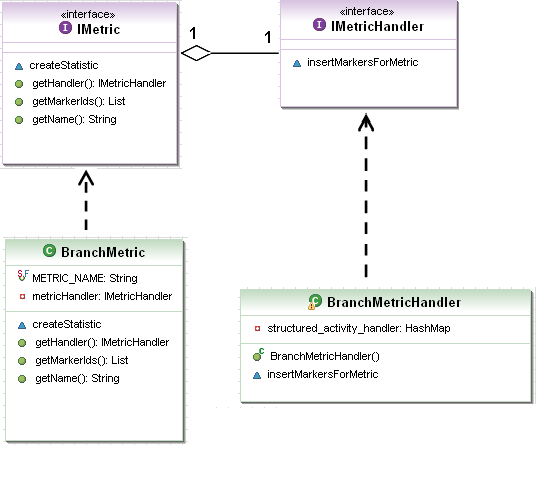 «interface»
IMetric
createStatistic
getHandler(): IMetricHandler
getMarkerIds(): List
getName(): String
1
1
«interface»
IMetricHandler
insertMarkersForMetric
BranchMetric
METRIC_NAME: String
metricHandler: IMetricHandler
createStatistic
getHandler(): IMetricHandler
getMarkerIds(): List
getName(): String
BranchMetricHandler
structured_activity_handler: HashMap
BranchMetricHandler()
insertMarkersForMetric